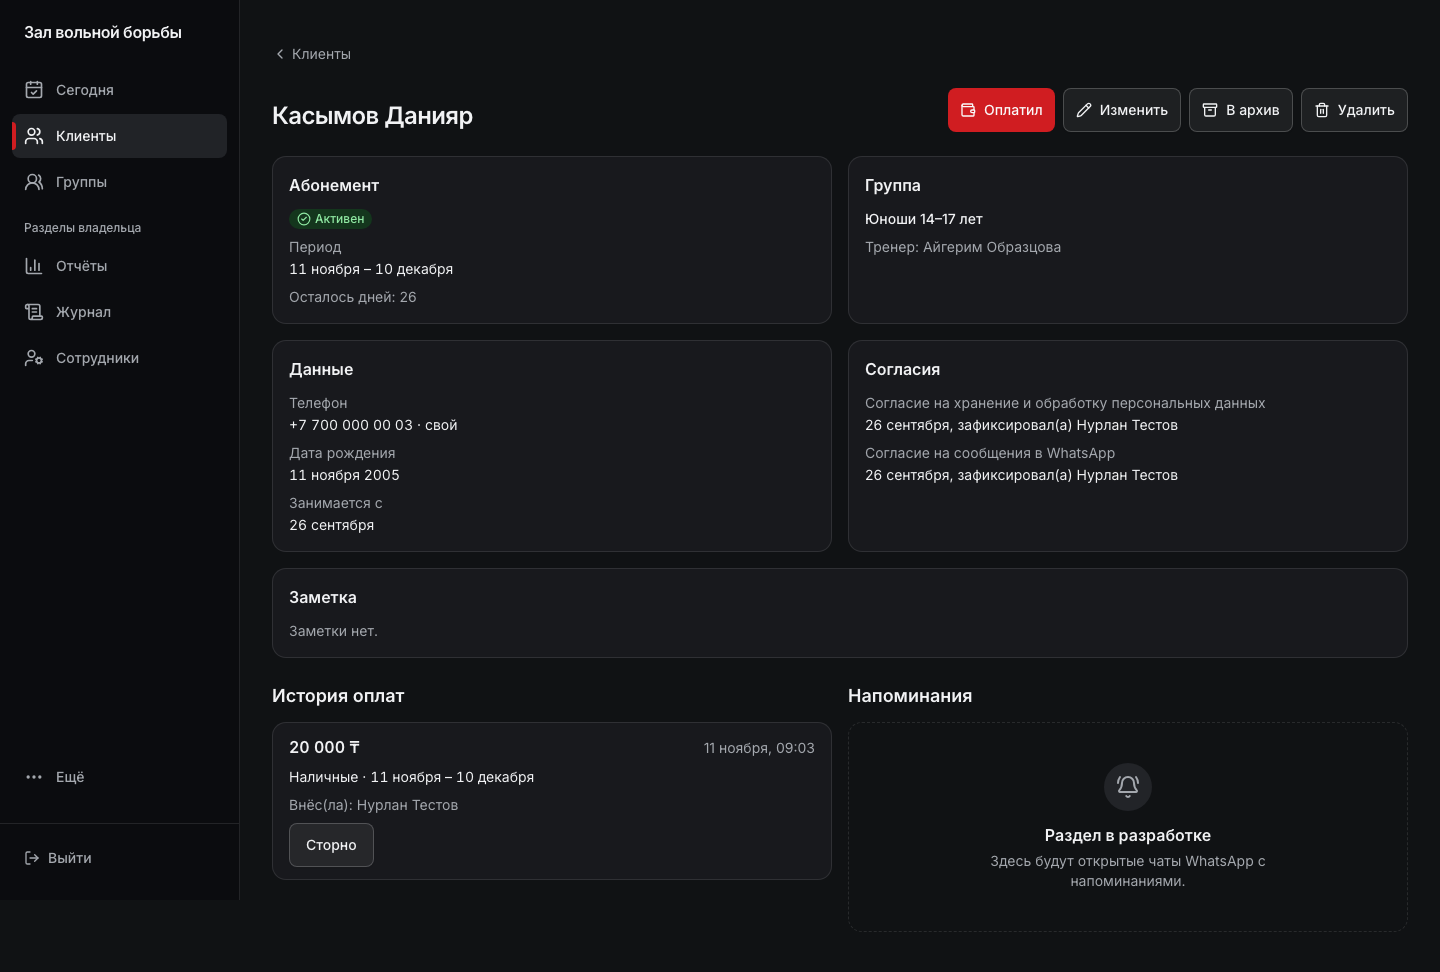 Зал вольной борьбы
Сегодня
Клиенты
Группы
Разделы владельца
Отчёты
Журнал
Сотрудники
Ещё
Выйти
Клиенты
Касымов Данияр
Оплатил
Изменить
В архив
Удалить
Абонемент
Активен
Период
11 ноября – 10 декабря
Осталось дней: 26
Группа
Юноши 14–17 лет
Тренер: Айгерим Образцова
Данные
Телефон
+7 700 000 00 03 · свой
Дата рождения
11 ноября 2005
Занимается с
26 сентября
Согласия
Согласие на хранение и обработку персональных данных
26 сентября, зафиксировал(а) Нурлан Тестов
Согласие на сообщения в WhatsApp
26 сентября, зафиксировал(а) Нурлан Тестов
Заметка
Заметки нет.
История оплат
20 000 ₸
11 ноября, 09:03
Наличные · 11 ноября – 10 декабря
Внёс(ла): Нурлан Тестов
Сторно
Напоминания
Раздел в разработке
Здесь будут открытые чаты WhatsApp с
напоминаниями.